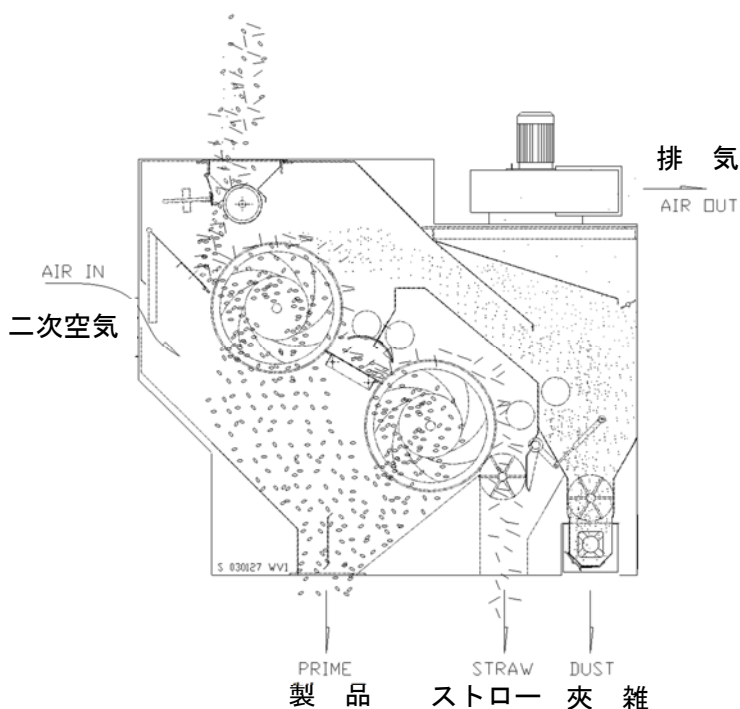 排 気
AIR OUT
AIR IN
二次空気
S 030127 WV1
PRIME
STRAW
DUST
製 品
ストロー
夾 雑